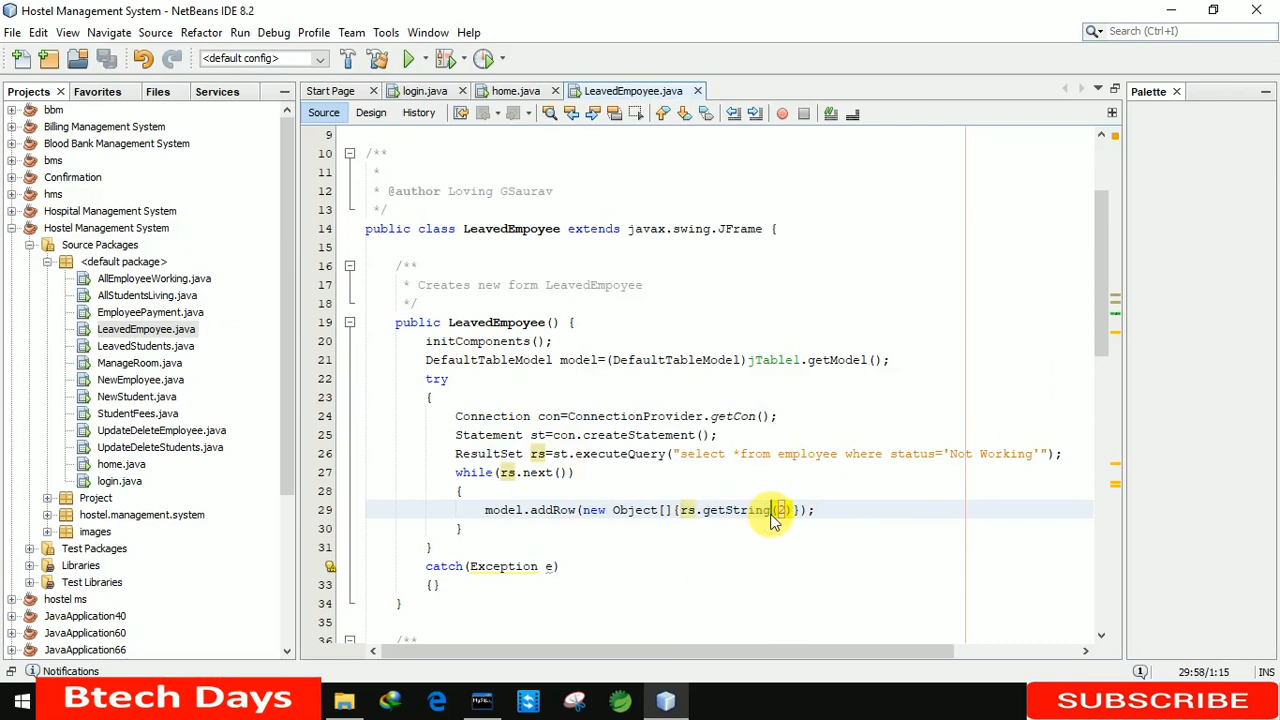 Hostel Management System - NetBeans IDE 8.2
File Edit View Navigate Source Refactor Run Debug Profile Team Tools Window Help
Search (Ctrl+I)
<default config>
Projects Favorites Files Services
Start Page login.java home.java LeavedEmpoyee.java
Palette
Source Design History
bbm
Billing Management System
Blood Bank Management System
bms
Confirmation
hms
Hospital Management System
Hostel Management System
Source Packages
<default package>
AllEmployeeWorking.java
AllStudentsLiving.java
EmployeePayment.java
LeavedEmpoyee.java
LeavedStudents.java
ManageRoom.java
NewEmployee.java
NewStudent.java
StudentFees.java
UpdateDeleteEmployee.java
UpdateDeleteStudents.java
home.java
login.java
Project
hostel.management.system
images
Test Packages
Libraries
Test Libraries
hostel ms
JavaApplication40
JavaApplication60
JavaApplication66
9
10 /**
11 *
12 * @author Loving GSaurav
13 */
14 public class LeavedEmpoyee extends javax.swing.JFrame {
15
16 /**
17 * Creates new form LeavedEmpoyee
18 */
19 public LeavedEmpoyee() {
20 initComponents();
21 DefaultTableModel model=(DefaultTableModel)jTable1.getModel();
22 try
23 {
24 Connection con=ConnectionProvider.getCon();
25 Statement st=con.createStatement();
26 ResultSet rs=st.executeQuery("select *from employee where status='Not Working'");
27 while(rs.next())
28 {
29 model.addRow(new Object[]{rs.getString(2)});
30 }
31 }
catch(Exception e)
33 {}
34 }
35
36 /**
Notifications
29:58/1:15 INS
Btech Days
SUBSCRIBE